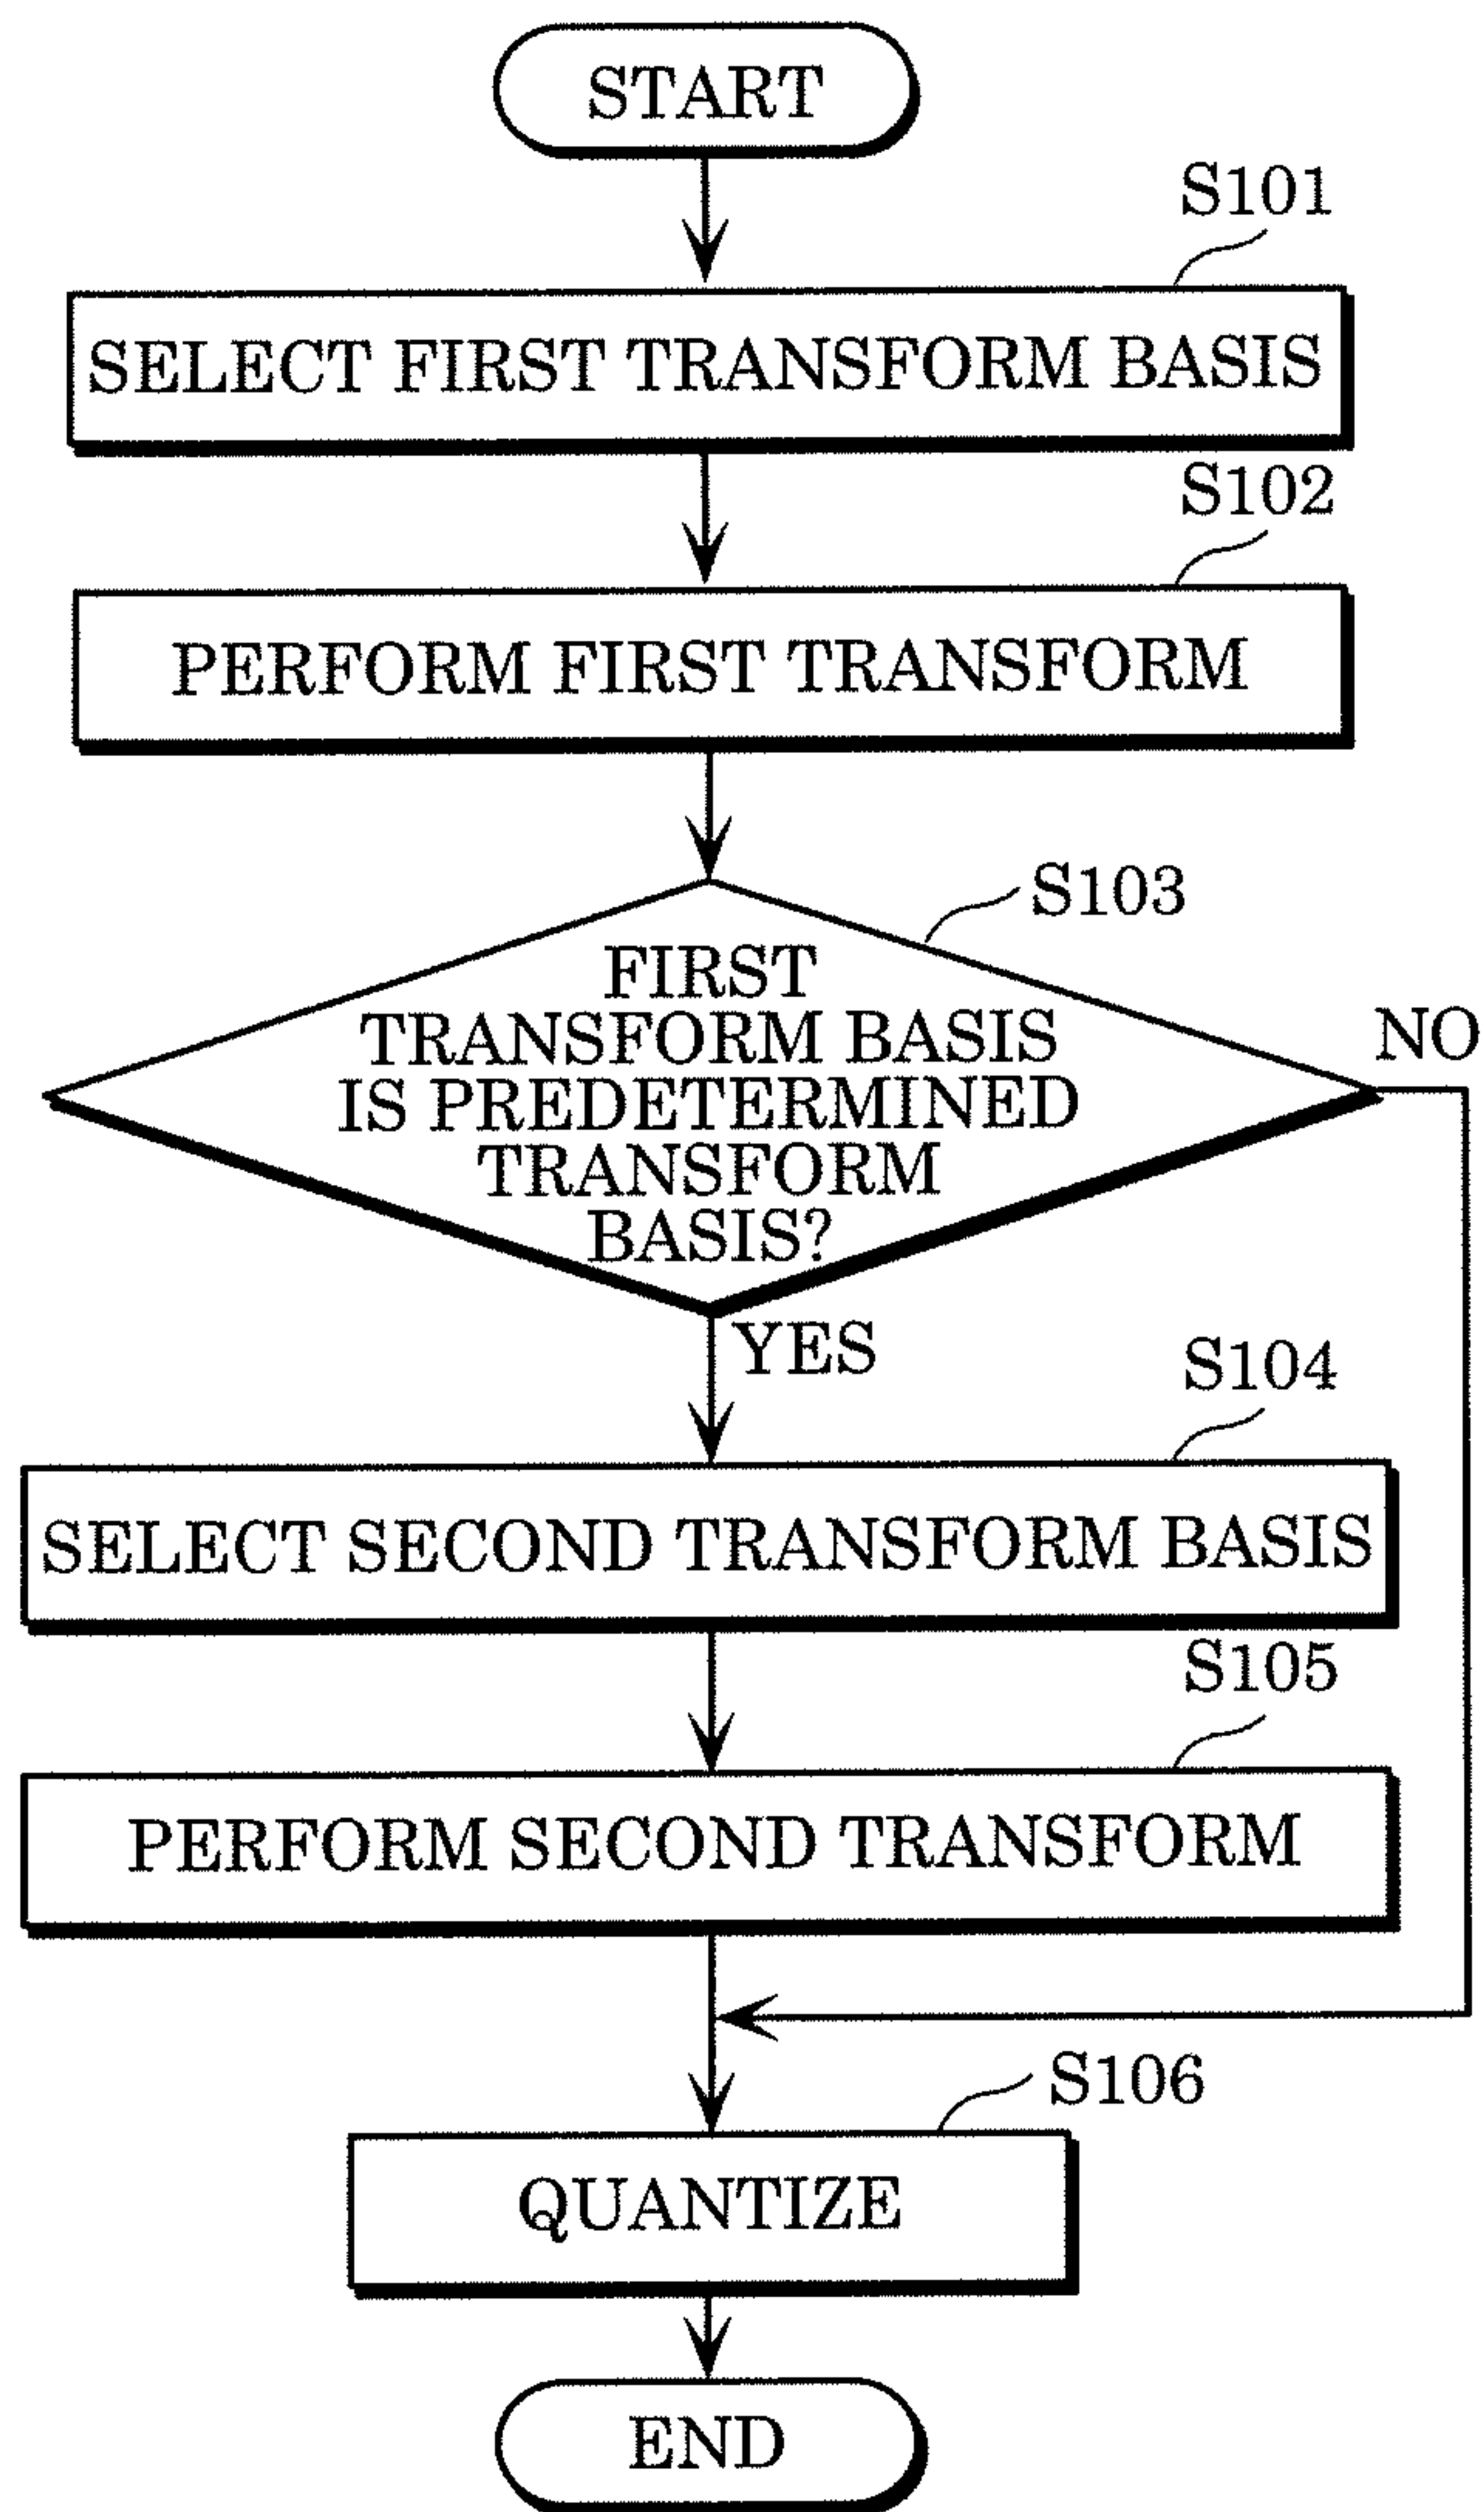 START
S101
SELECT FIRST TRANSFORM BASIS
S102
PERFORM FIRST TRANSFORM
S103
FIRST
TRANSFORM BASIS
IS PREDETERMINED
TRANSFORM
BASIS?
NO
YES
S104
SELECT SECOND TRANSFORM BASIS
S105
PERFORM SECOND TRANSFORM
S106
QUANTIZE
END